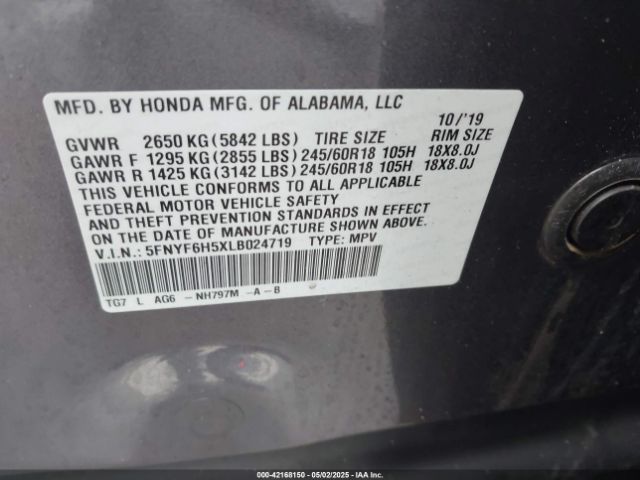 MFD. BY HONDA MFG. OF ALABAMA, LLC 10/'19
GVWR 2650 KG (5842 LBS) TIRE SIZE RIM SIZE
GAWR F 1295 KG (2855 LBS) 245/60R18 105H 18X8.0J
GAWR R 1425 KG (3142 LBS) 245/60R18 105H 18X8.0J
THIS VEHICLE CONFORMS TO ALL APPLICABLE
FEDERAL MOTOR VEHICLE SAFETY
AND THEFT PREVENTION STANDARDS IN EFFECT
ON THE DATE OF MANUFACTURE SHOWN ABOVE.
V.I.N.: 5FNYF6H5XLB024719 TYPE: MPV
TG7 L AG6 - NH797M -A-B
000-42168150 - 05/02/2025 - IAAI Inc.